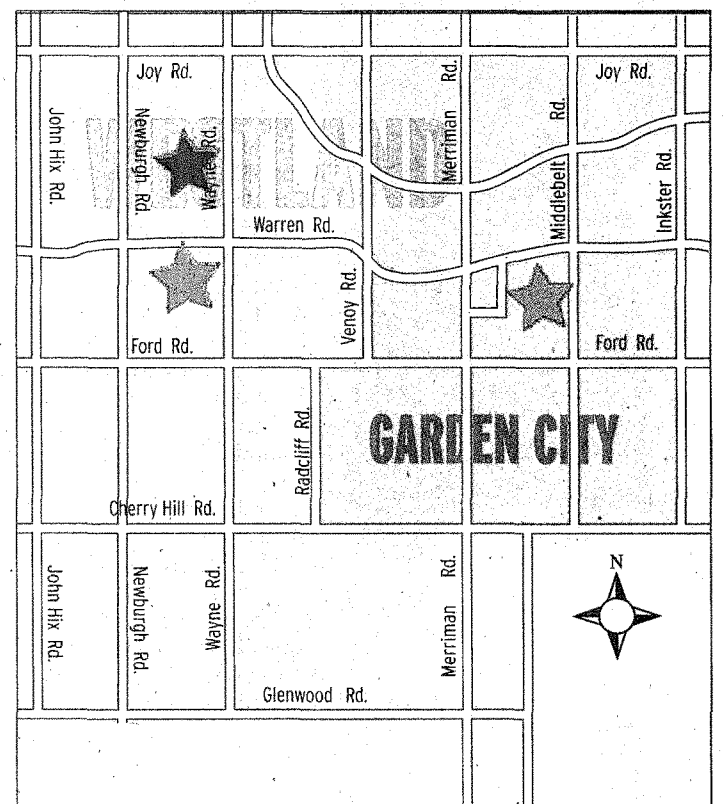 Joy Rd.
Joy Rd.
John Hix Rd.
Newburgh Rd.
Wayne Rd.
Merriman Rd.
Middlebelt Rd.
Inkster Rd.
WESTLAND
Warren Rd.
Venoy Rd.
Ford Rd.
Ford Rd.
Radcliff Rd.
GARDEN CITY
Cherry Hill Rd.
John Hix Rd.
Newburgh Rd.
Wayne Rd.
Merriman Rd.
N
Glenwood Rd.